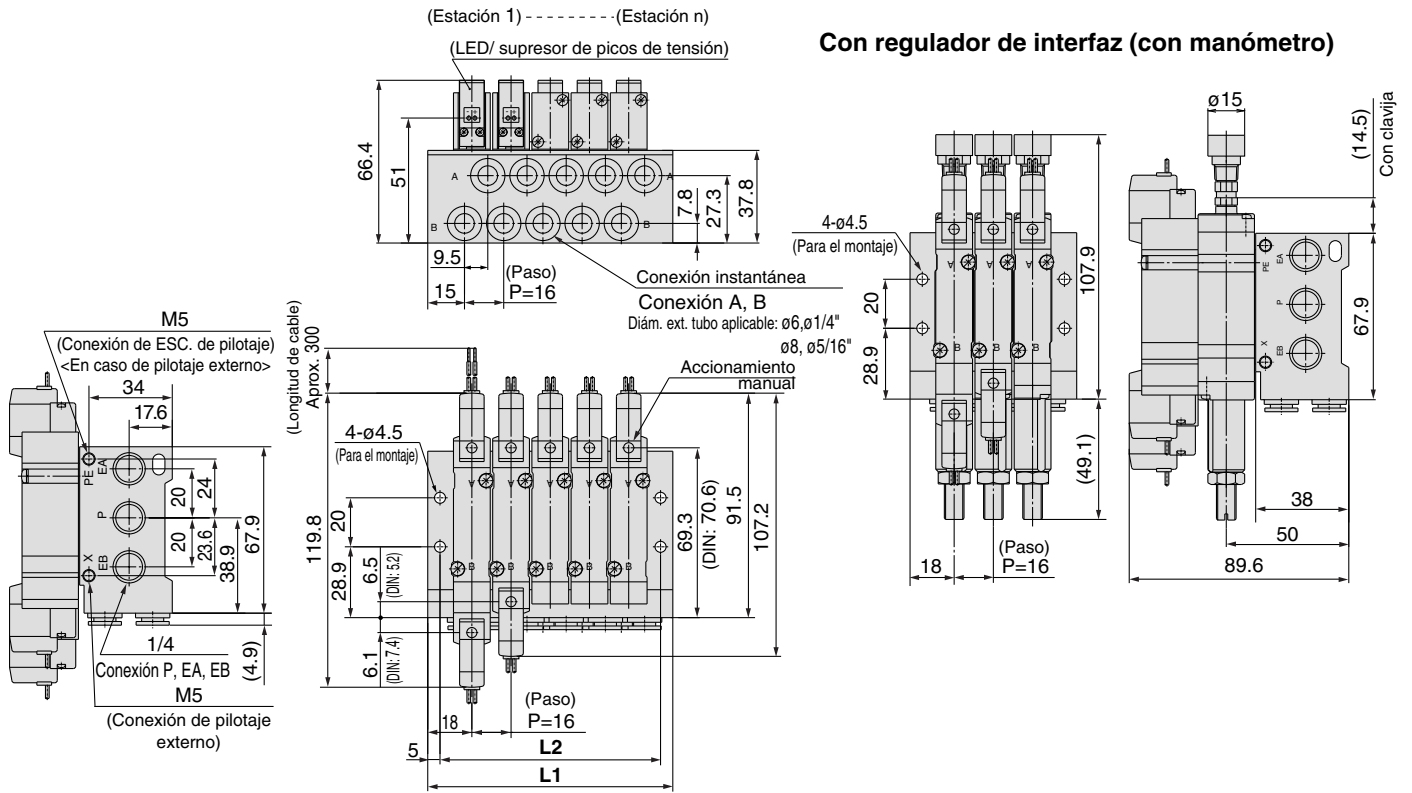 (Estación 1) - - - - - - - - (Estación n)
(LED/ supresor de picos de tensión)
66.4
51
A
A
B
B
7.8
27.3
37.8
9.5
15
(Paso)
P=16
Conexión instantánea
Conexión A, B
Diám. ext. tubo aplicable: ø6,ø1/4"
ø8, ø5/16"
M5
(Conexión de ESC. de pilotaje)
<En caso de pilotaje externo>
34
17.6
PE
EA
P
X
EB
20
20
24
23.6
38.9
67.9
(4.9)
1/4
Conexión P, EA, EB
M5
(Conexión de pilotaje
externo)
(Longitud de cable)
Aprox. 300
Accionamiento
manual
4-ø4.5
(Para el montaje)
A A A A A
B B B B B
119.8
20
28.9
6.5
(DIN: 5.2)
6.1
(DIN: 7.4)
69.3
(DIN: 70.6)
91.5
107.2
18
(Paso)
P=16
5
L2
L1
Con regulador de interfaz (con manómetro)
4-ø4.5
(Para el montaje)
A A A
B B B
20
28.9
107.9
(49.1)
18
(Paso)
P=16
ø15
(14.5)
Con clavija
PE
EA
P
X
EB
67.9
38
50
89.6